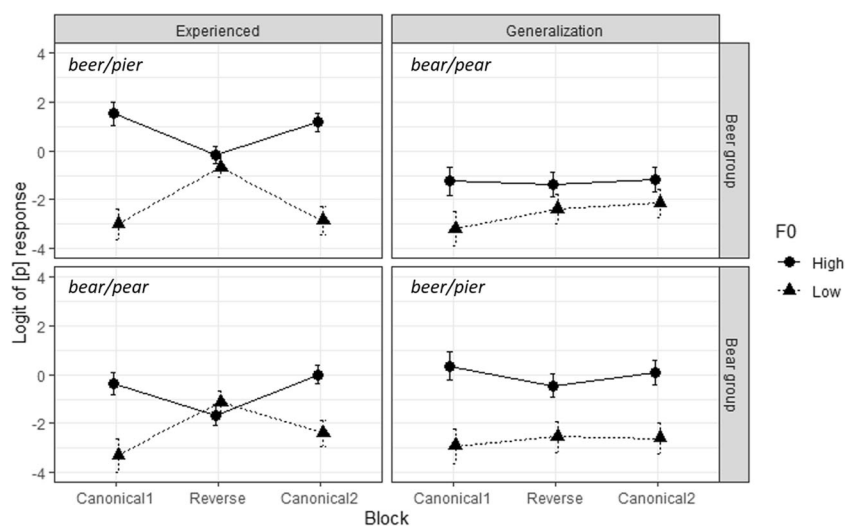 Experienced
Generalization
beer/pier
bear/pear
4
2
0
-2
-4
Beer group
bear/pear
beer/pier
4
2
0
-2
-4
Bear group
Logit of [p] response
Canonical1 Reverse Canonical2
Canonical1 Reverse Canonical2
Block
F0
High
Low